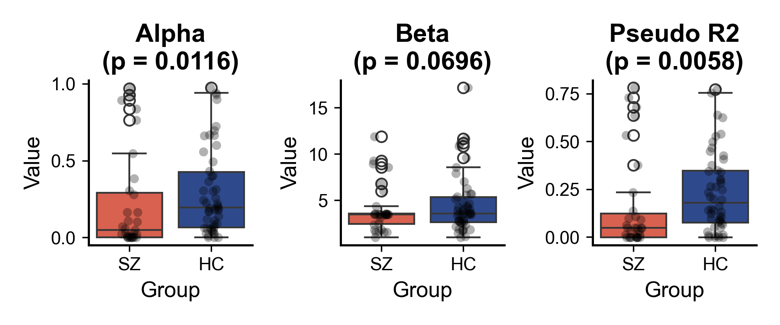 Alpha
(p = 0.0116)
Value
1.0
0.5
0.0
SZ
HC
Group
Beta
(p = 0.0696)
Value
15
10
5
SZ
HC
Group
Pseudo R2
(p = 0.0058)
Value
0.75
0.50
0.25
0.00
SZ
HC
Group